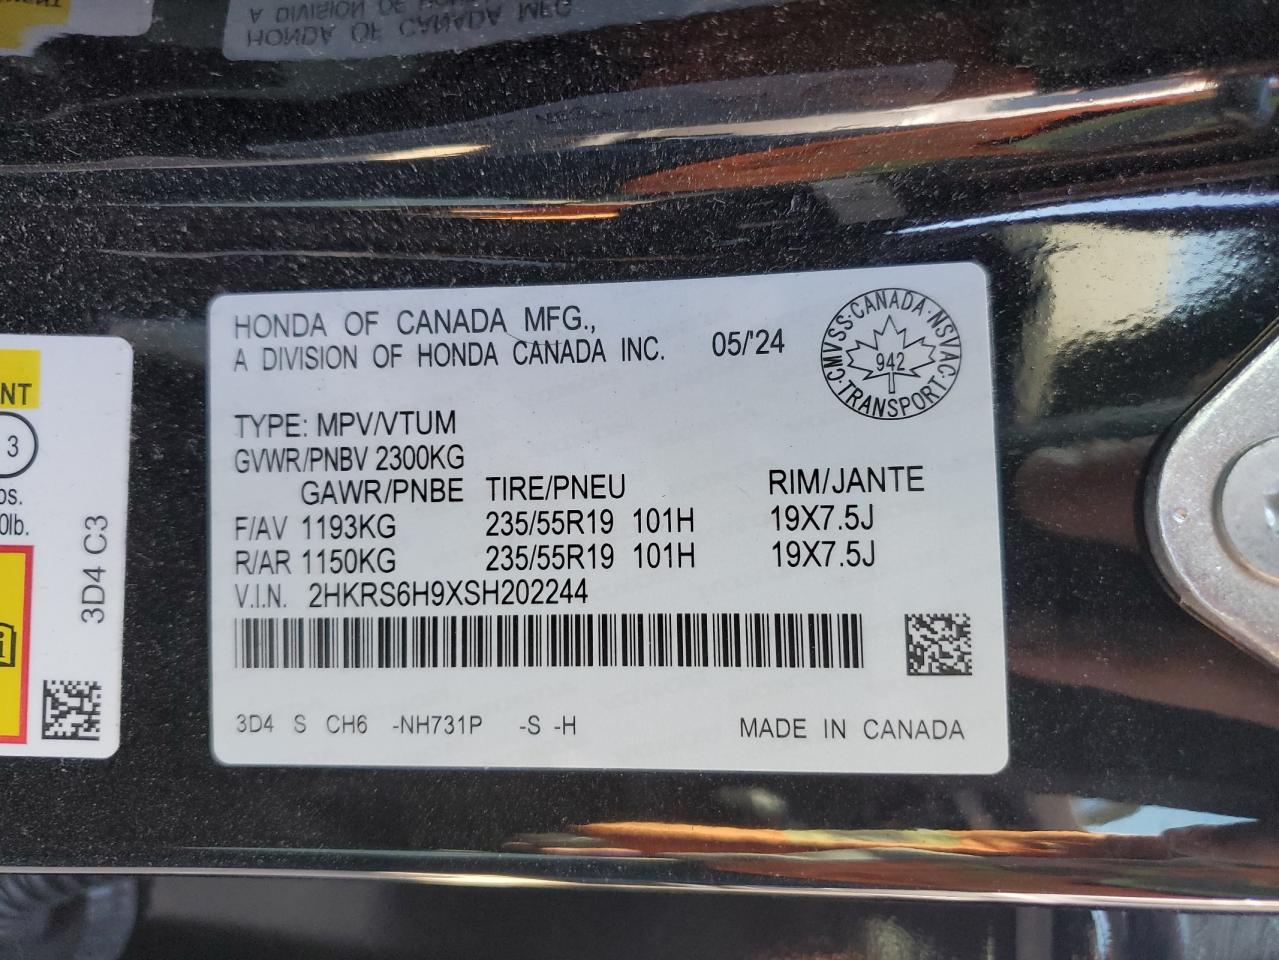 HONDA OF CANADA MFG.,
A DIVISION OF HONDA CANADA INC. 05/'24
CMVSS·CANADA·NSVAC·TRANSPORT·
942
TYPE: MPV/VTUM
GVWR/PNBV 2300KG
GAWR/PNBE TIRE/PNEU RIM/JANTE
F/AV 1193KG 235/55R19 101H 19X7.5J
R/AR 1150KG 235/55R19 101H 19X7.5J
V.I.N. 2HKRS6H9XSH202244
3D4 S CH6 -NH731P -S -H MADE IN CANADA
NT
3
os.
0lb.
3D4 C3
i
HONDA OF CANADA MFG
A DIVISION OF